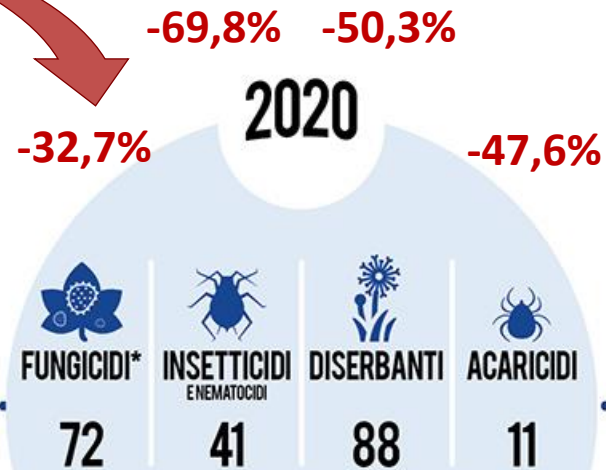 -69,8% -50,3%
2020
-32,7% -47,6%
FUNGICIDI* INSETTICIDI DISERBANTI ACARICIDI
E NEMATOCIDI
72 41 88 11